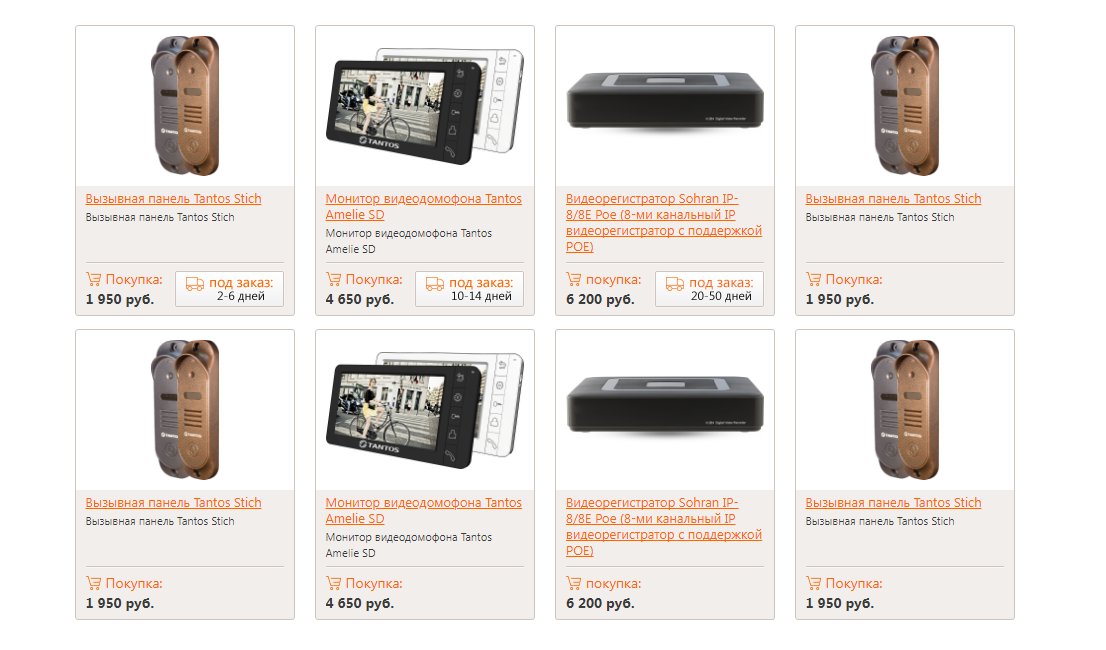 TANTOS
Вызывная панель Tantos Stich
Вызывная панель Tantos Stich
Покупка:
1 950 руб.
под заказ:
2-6 дней
TANTOS
Монитор видеодомофона Tantos
Amelie SD
Монитор видеодомофона Tantos
Amelie SD
Покупка:
4 650 руб.
под заказ:
10-14 дней
Видеорегистратор Sohran IP-
8/8E Poe (8-ми канальный IP
видеорегистратор с поддержкой
POE)
покупка:
6 200 руб.
под заказ:
20-50 дней
TANTOS
Вызывная панель Tantos Stich
Вызывная панель Tantos Stich
Покупка:
1 950 руб.
TANTOS
Вызывная панель Tantos Stich
Вызывная панель Tantos Stich
Покупка:
1 950 руб.
TANTOS
Монитор видеодомофона Tantos
Amelie SD
Монитор видеодомофона Tantos
Amelie SD
Покупка:
4 650 руб.
Видеорегистратор Sohran IP-
8/8E Poe (8-ми канальный IP
видеорегистратор с поддержкой
POE)
покупка:
6 200 руб.
TANTOS
Вызывная панель Tantos Stich
Вызывная панель Tantos Stich
Покупка:
1 950 руб.